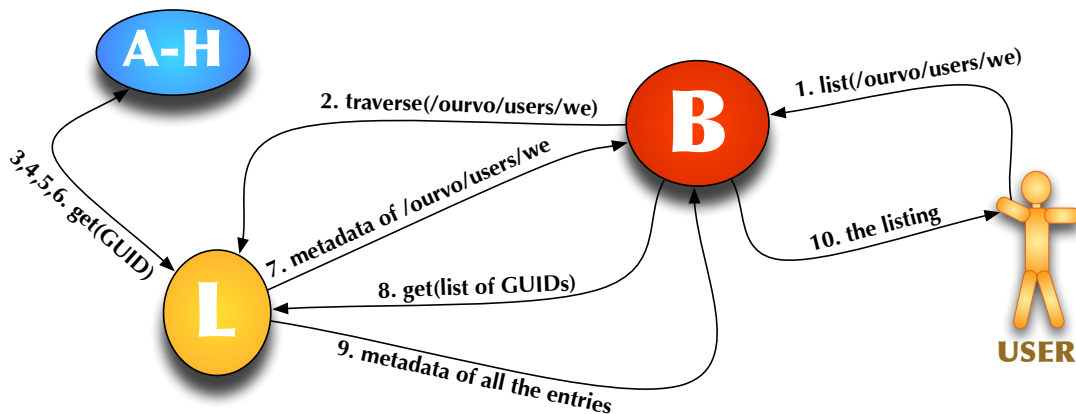 A-H
B
L
1. list(/ourvo/users/we)
2. traverse(/ourvo/users/we)
3,4,5,6. get(GUID)
7. metadata of /ourvo/users/we
8. get(list of GUIDs)
9. metadata of all the entries
10. the listing
USER